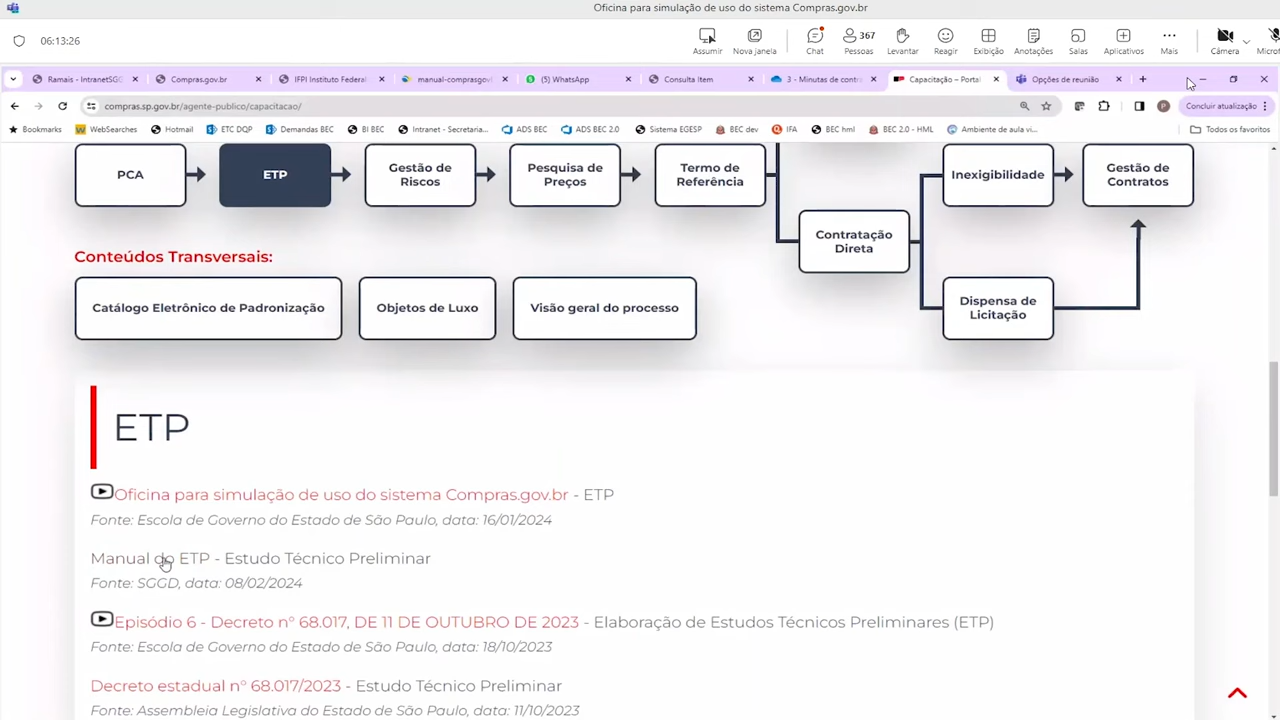 Oficina para simulação de uso do sistema Compras.gov.br
06:13:26
Assumir
Nova janela
Chat
367
Pessoas
Levantar
Reagir
Exibição
Anotações
Salas
Aplicativos
Mais
Câmera
Ramais - IntranetSG
Compras.gov.br
IFPI Instituto Federal
manual-comprasgov
(5) WhatsApp
Consulta Item
3 - Minutas de contr
Capacitação – Portal
Opções de reunião
compras.sp.gov.br/agente-publico/capacitacao/
Concluir atualização
Bookmarks
WebSearches
Hotmail
ETC DQP
Demandas BEC
BI BEC
Intranet - Secretaria...
ADS BEC
ADS BEC 2.0
Sistema EGESP
BEC dev
IFA
BEC hml
BEC 2.0 - HML
Ambiente de aula vi...
Todos os favoritos
PCA
ETP
Gestão de
Riscos
Pesquisa de
Preços
Termo de
Referência
Inexigibilidade
Gestão de
Contratos
Contratação
Direta
Conteúdos Transversais:
Catálogo Eletrônico de Padronização
Objetos de Luxo
Visão geral do processo
Dispensa de
Licitação
ETP
Oficina para simulação de uso do sistema Compras.gov.br - ETP
Fonte: Escola de Governo do Estado de São Paulo, data: 16/01/2024
Manual do ETP - Estudo Técnico Preliminar
Fonte: SGGD, data: 08/02/2024
Episódio 6 - Decreto nº 68.017, DE 11 DE OUTUBRO DE 2023 - Elaboração de Estudos Técnicos Preliminares (ETP)
Fonte: Escola de Governo do Estado de São Paulo, data: 18/10/2023
Decreto estadual nº 68.017/2023 - Estudo Técnico Preliminar
Fonte: Assembleia Legislativa do Estado de São Paulo, data: 11/10/2023